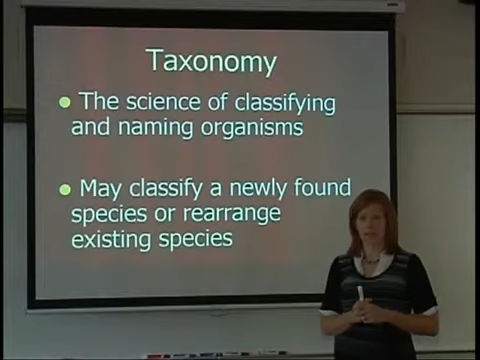 Taxonomy
The science of classifying
and naming organisms
May classify a newly found
species or rearrange
existing species